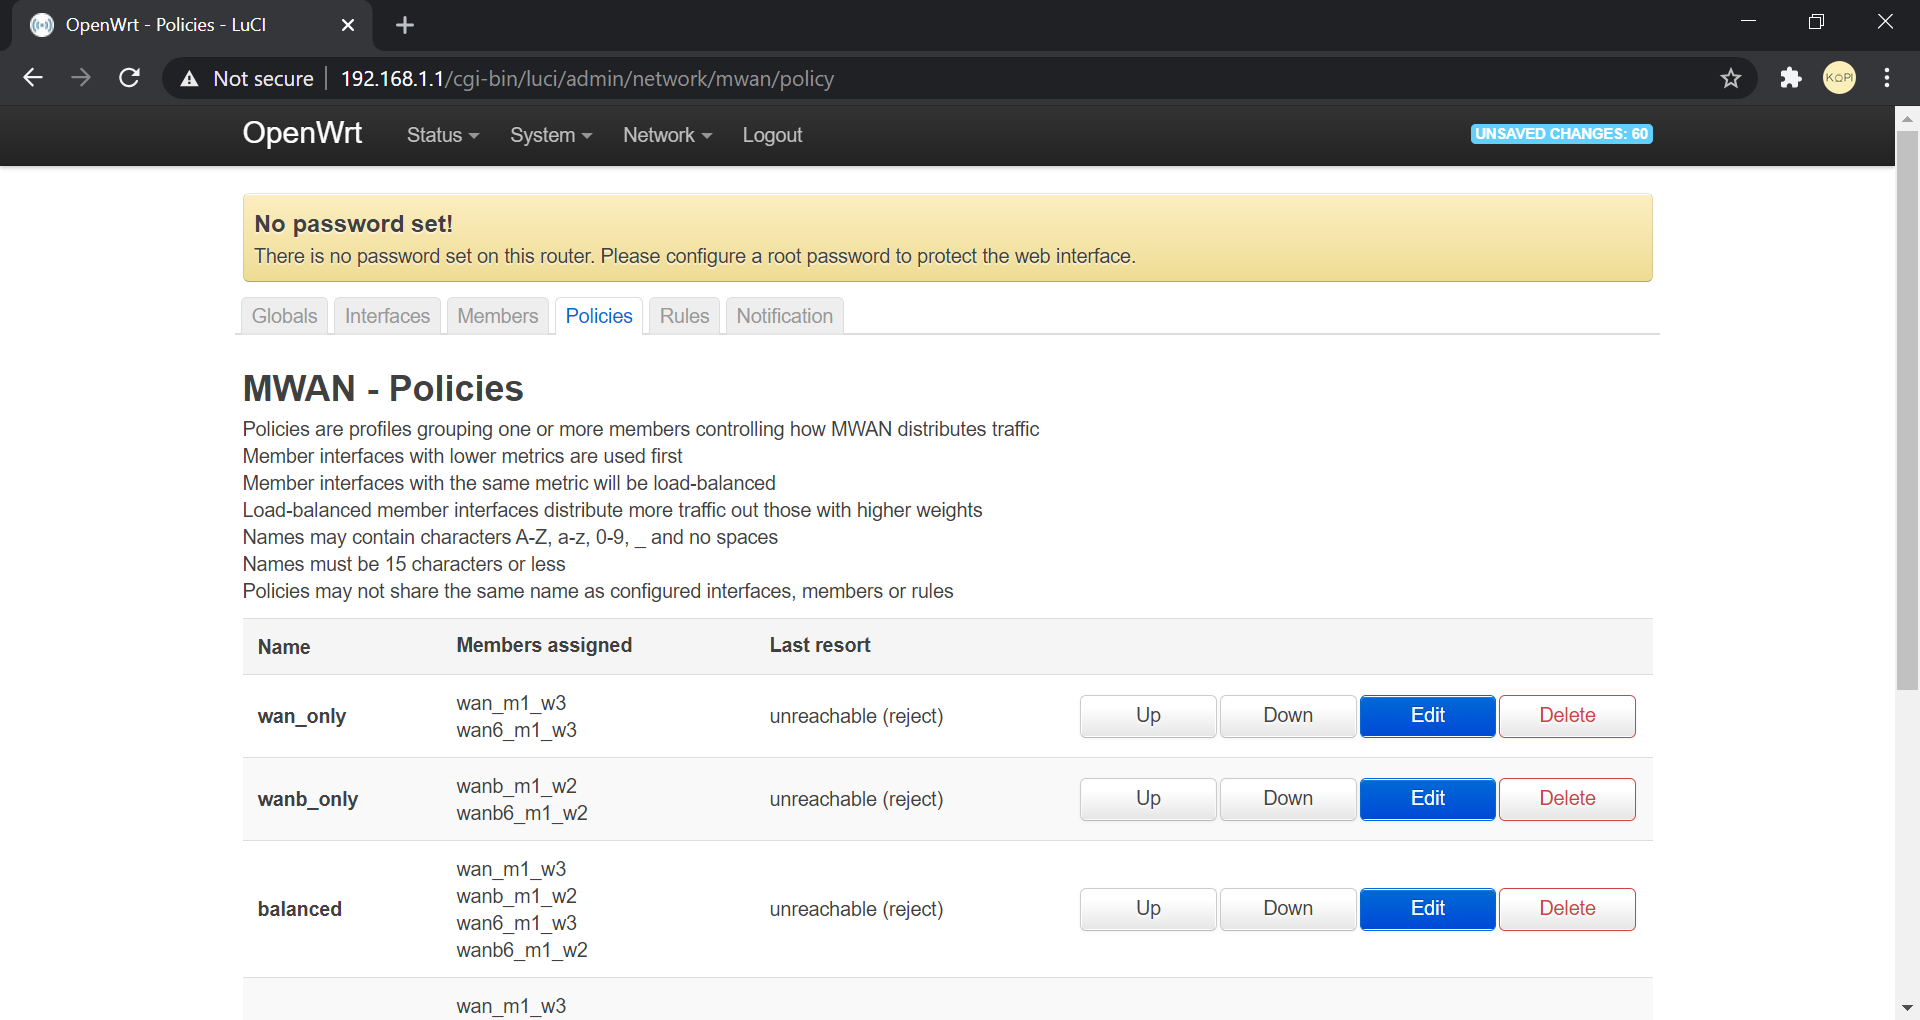 OpenWrt - Policies - LuCI
Not secure 192.168.1.1/cgi-bin/luci/admin/network/mwan/policy
KOPI
OpenWrt Status System Network Logout UNSAVED CHANGES: 60
No password set!
There is no password set on this router. Please configure a root password to protect the web interface.
Globals Interfaces Members Policies Rules Notification
MWAN - Policies
Policies are profiles grouping one or more members controlling how MWAN distributes traffic
Member interfaces with lower metrics are used first
Member interfaces with the same metric will be load-balanced
Load-balanced member interfaces distribute more traffic out those with higher weights
Names may contain characters A-Z, a-z, 0-9, _ and no spaces
Names must be 15 characters or less
Policies may not share the same name as configured interfaces, members or rules
Name Members assigned Last resort
wan_only
wan_m1_w3
wan6_m1_w3
unreachable (reject) Up Down Edit Delete
wanb_only
wanb_m1_w2
wanb6_m1_w2
unreachable (reject) Up Down Edit Delete
balanced
wan_m1_w3
wanb_m1_w2
wan6_m1_w3
wanb6_m1_w2
unreachable (reject) Up Down Edit Delete
wan_m1_w3